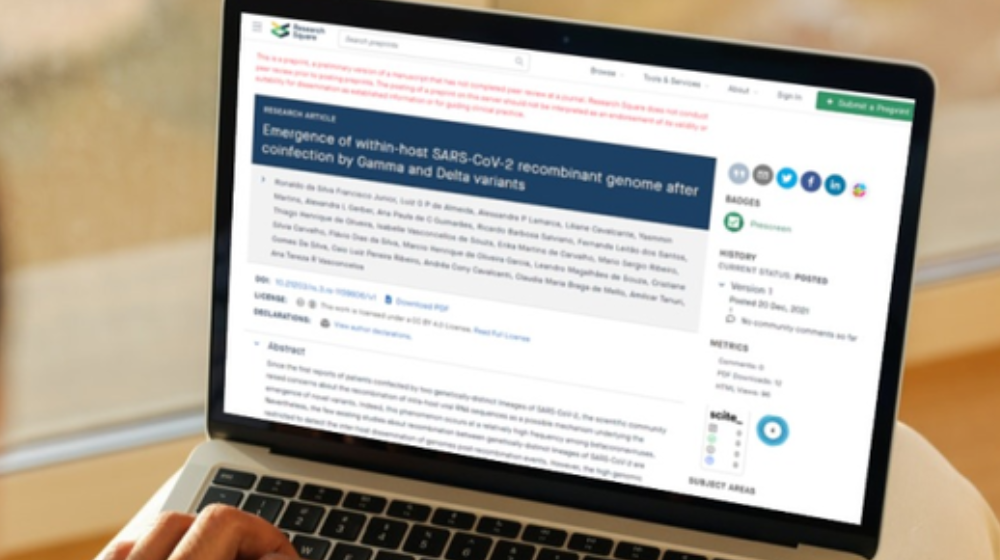 Research
Square
Search preprints
Browse
Tools & Services
About
Sign In
+ Submit a Preprint
This is a preprint, a preliminary version of a manuscript that has not completed peer review at a journal. Research Square does not conduct
peer review prior to posting preprints. The posting of a preprint on this server should not be interpreted as an endorsement of its validity or
suitability for dissemination as established information or for guiding clinical practice.
RESEARCH ARTICLE
Emergence of within-host SARS-CoV-2 recombinant genome after
coinfection by Gamma and Delta variants
Ronaldo da Silva Francisco Junior, Luiz G P de Almeida, Alessandra P Lamarca, Liliane Cavalcante, Yasmmin
Martins, Alexandra L Gerber, Ana Paula de C Guimarães, Ricardo Barbosa Salviano, Fernanda Leitão dos Santos,
Thiago Henrique de Oliveira, Isabelle Vasconcellos de Souza, Erika Martins de Carvalho, Mario Sergio Ribeiro,
Silvia Carvalho, Flávio Dias da Silva, Marcio Henrique de Oliveira Garcia, Leandro Magalhães de Souza, Cristiane
Gomes Da Silva, Caio Luiz Pereira Ribeiro, Andréa Cony Cavalcanti, Claudia Maria Braga de Mello, Amilcar Tanuri,
Ana Tereza R Vasconcelos
DOI:
Download PDF
LICENSE: This work is licensed under a CC BY 4.0 License. Read Full License
DECLARATIONS: View author declarations
Abstract
Since the first reports of patients coinfected by two genetically distinct lineages of SARS-CoV-2, the scientific community
raised concerns about the recombination of intra-host viral RNA sequences as a possible mechanism underlying the
emergence of novel variants. Indeed, this phenomenon occurs at a relatively high frequency among betacoronaviruses.
Nevertheless, the few existing studies about recombination between genetically distinct lineages of SARS-CoV-2 are
restricted to detect the inter-host dissemination of genomes post-recombination events. However, the high genomic
BADGES
Prescreen
HISTORY
CURRENT STATUS: POSTED
Version 1
Posted 20 Dec, 2021
No community comments so far
METRICS
Comments: 0
PDF Downloads: 12
HTML Views:
scite_
SUBJECT AREAS
esc
2
3
4
5
6
W